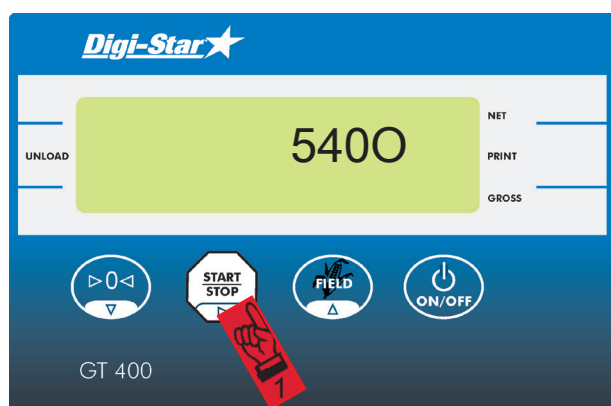 Digi-Star
NET
540O
UNLOAD
PRINT
GROSS
▷0◁
START
STOP
FIELD
ON/OFF
1
GT 400